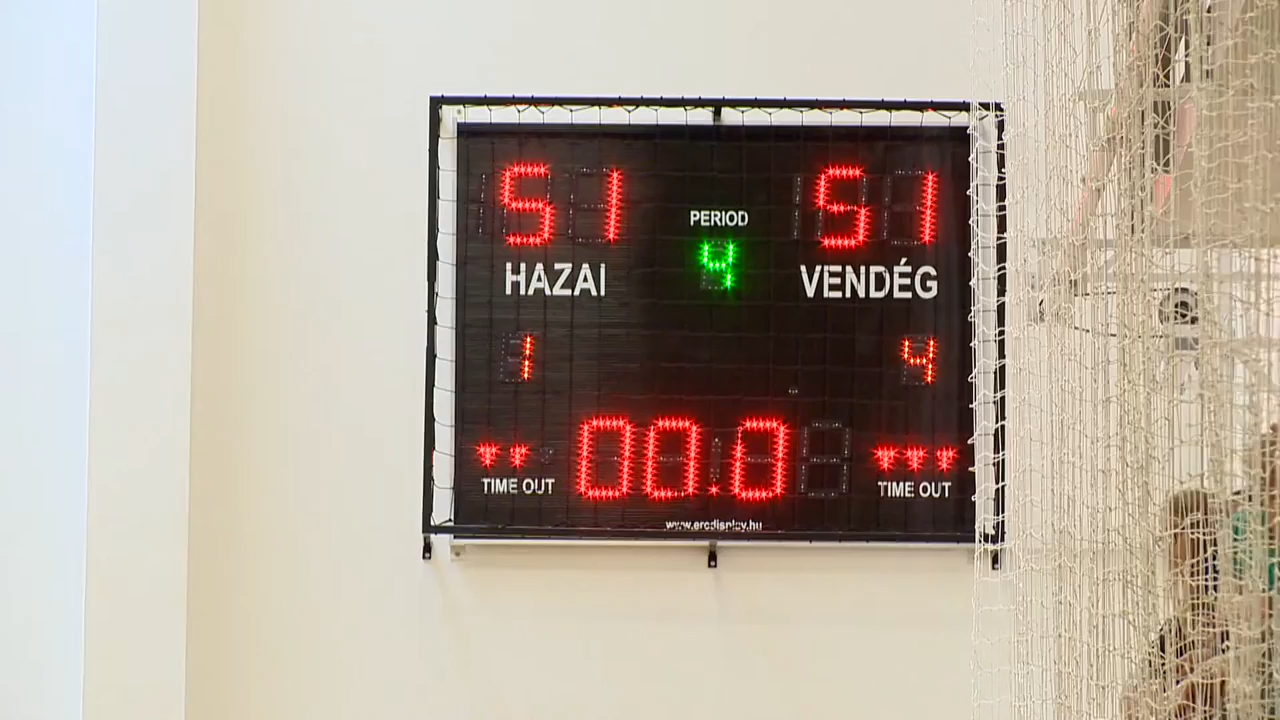 51 51
PERIOD
4
HAZAI VENDÉG
1 4
00.0
TIME OUT TIME OUT
www.ercdisplay.hu